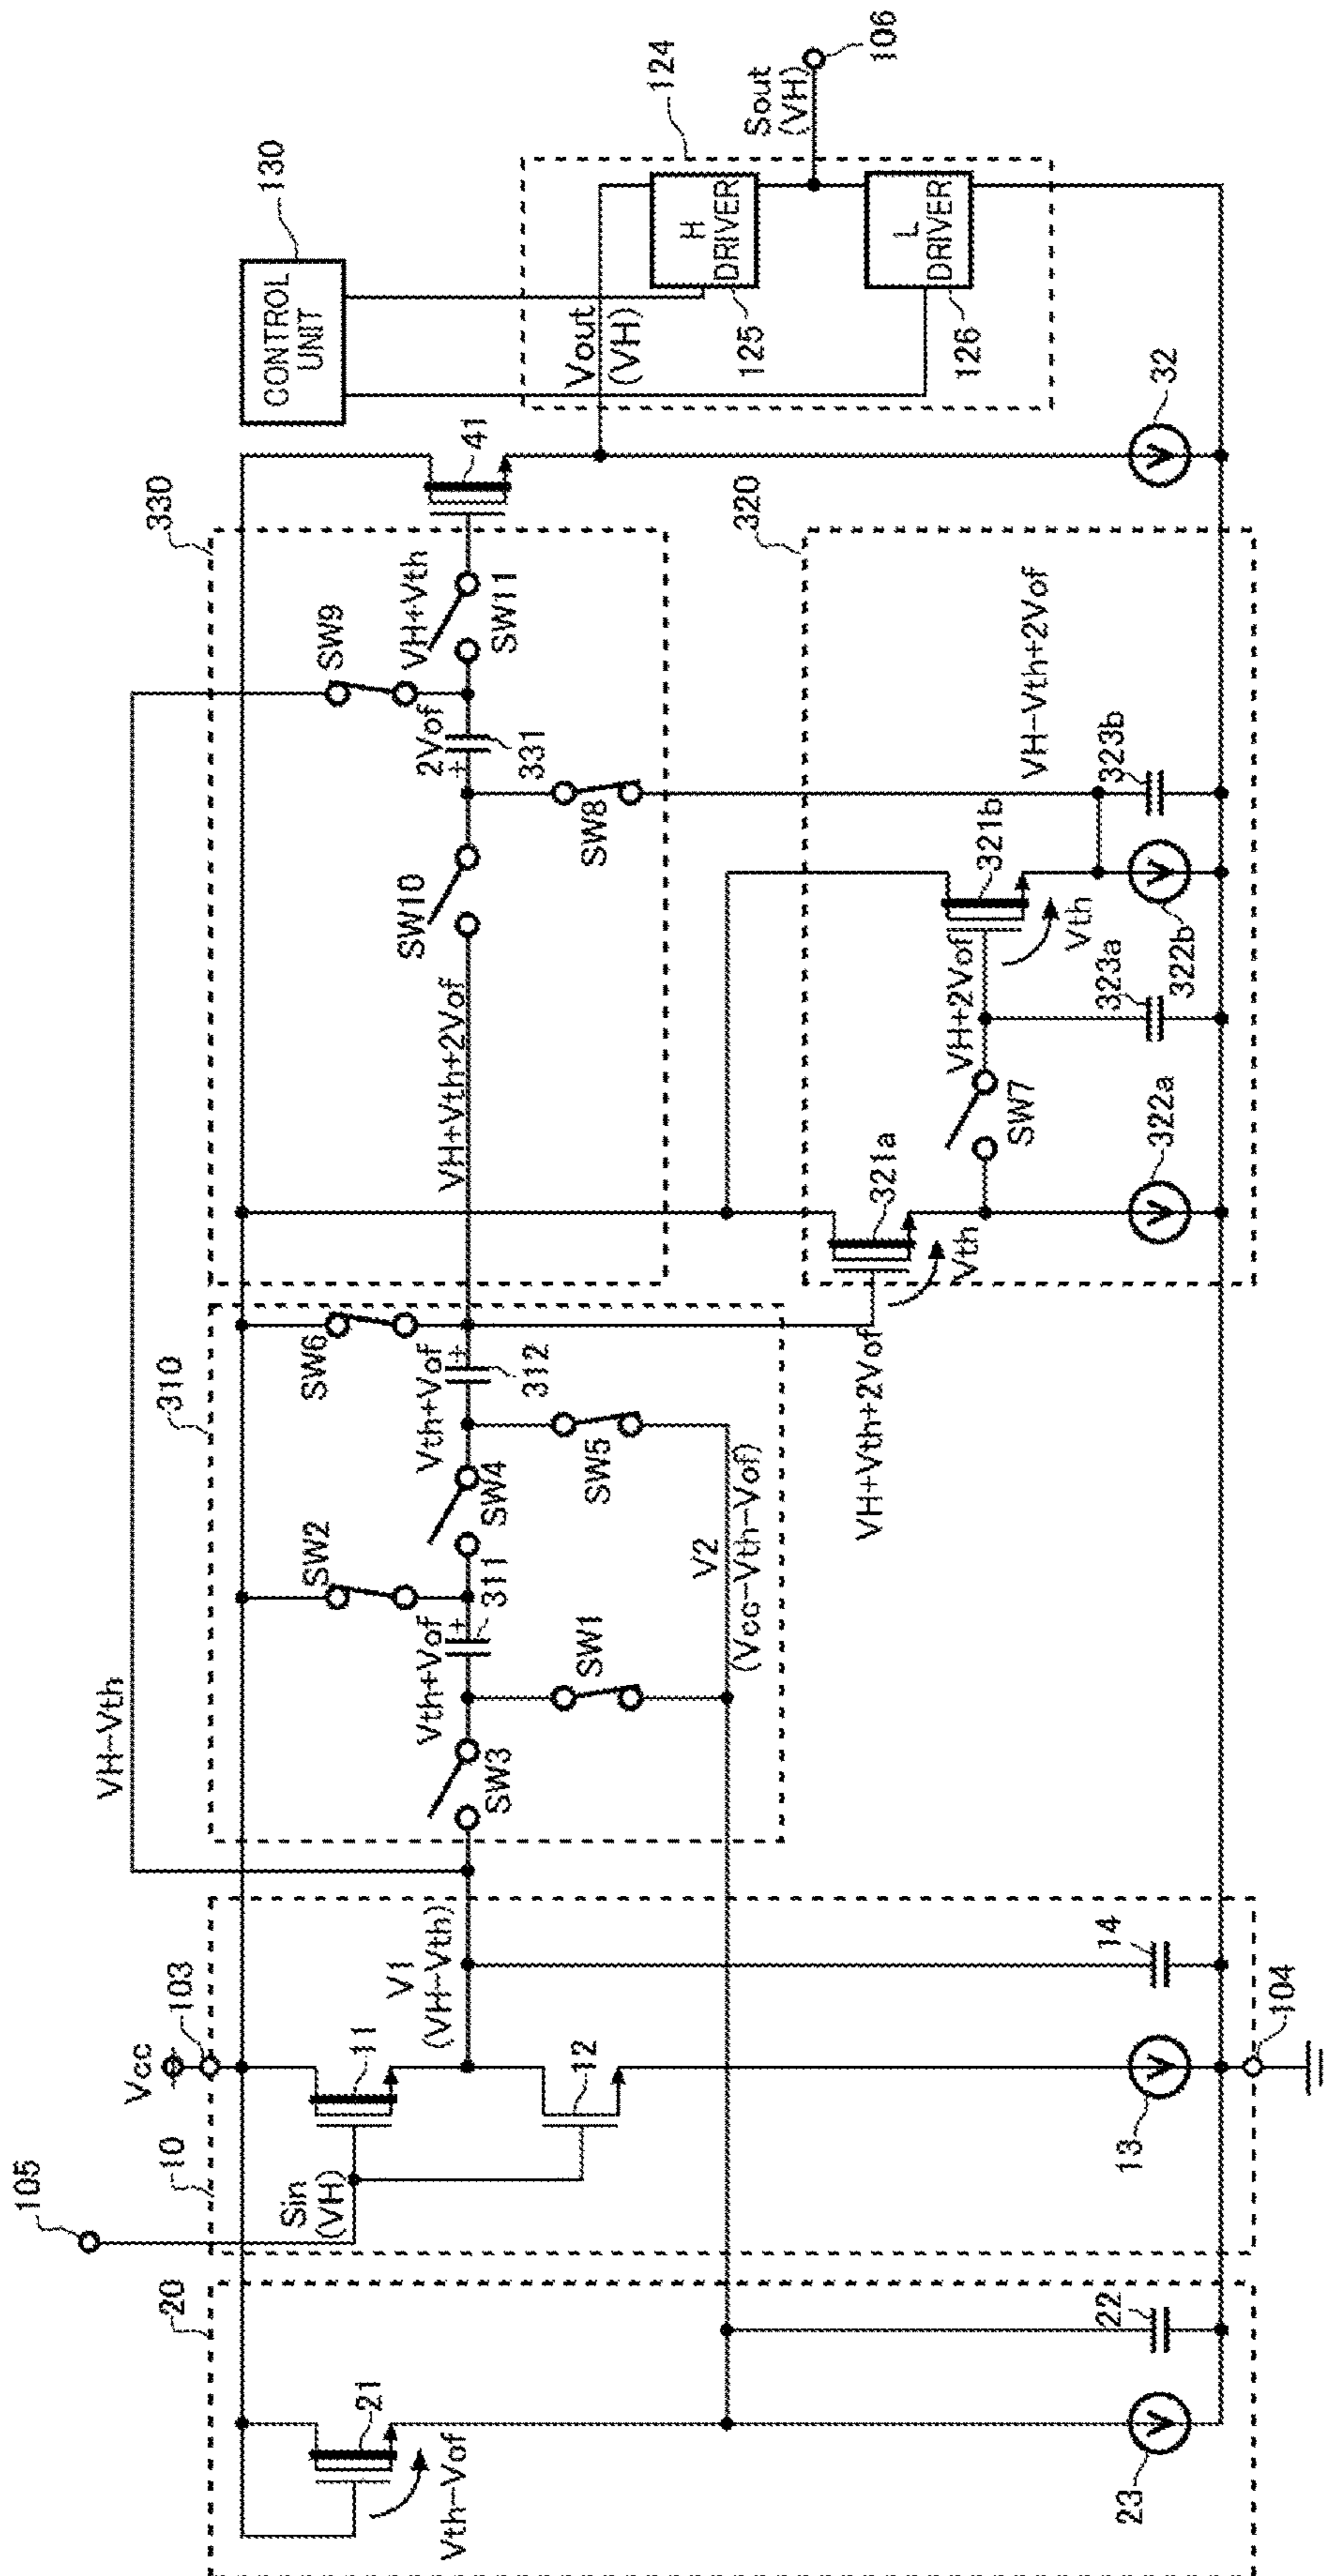 105
Vcc
103
10
20
Sin
(VH)
11
V1
(VH-Vth)
12
21
Vth-Vof
13
14
104
22
23
VH-Vth
310
SW2
SW6
Vth+Vof
+
311
SW3
SW4
Vth+Vof
+
312
SW1
SW5
V2
(Vcc-Vth-Vof)
VH+Vth+2Vof
330
SW9
VH+Vth+2Vof
SW10
2Vof
+
331
VH+Vth
SW11
SW8
41
320
321a
Vth
SW7
VH+2Vof
321b
Vth
VH-Vth+2Vof
322a
323a
322b
323b
32
130
CONTROL
UNIT
124
Vout
(VH)
H
DRIVER
125
L
DRIVER
126
Sout
(VH)
106